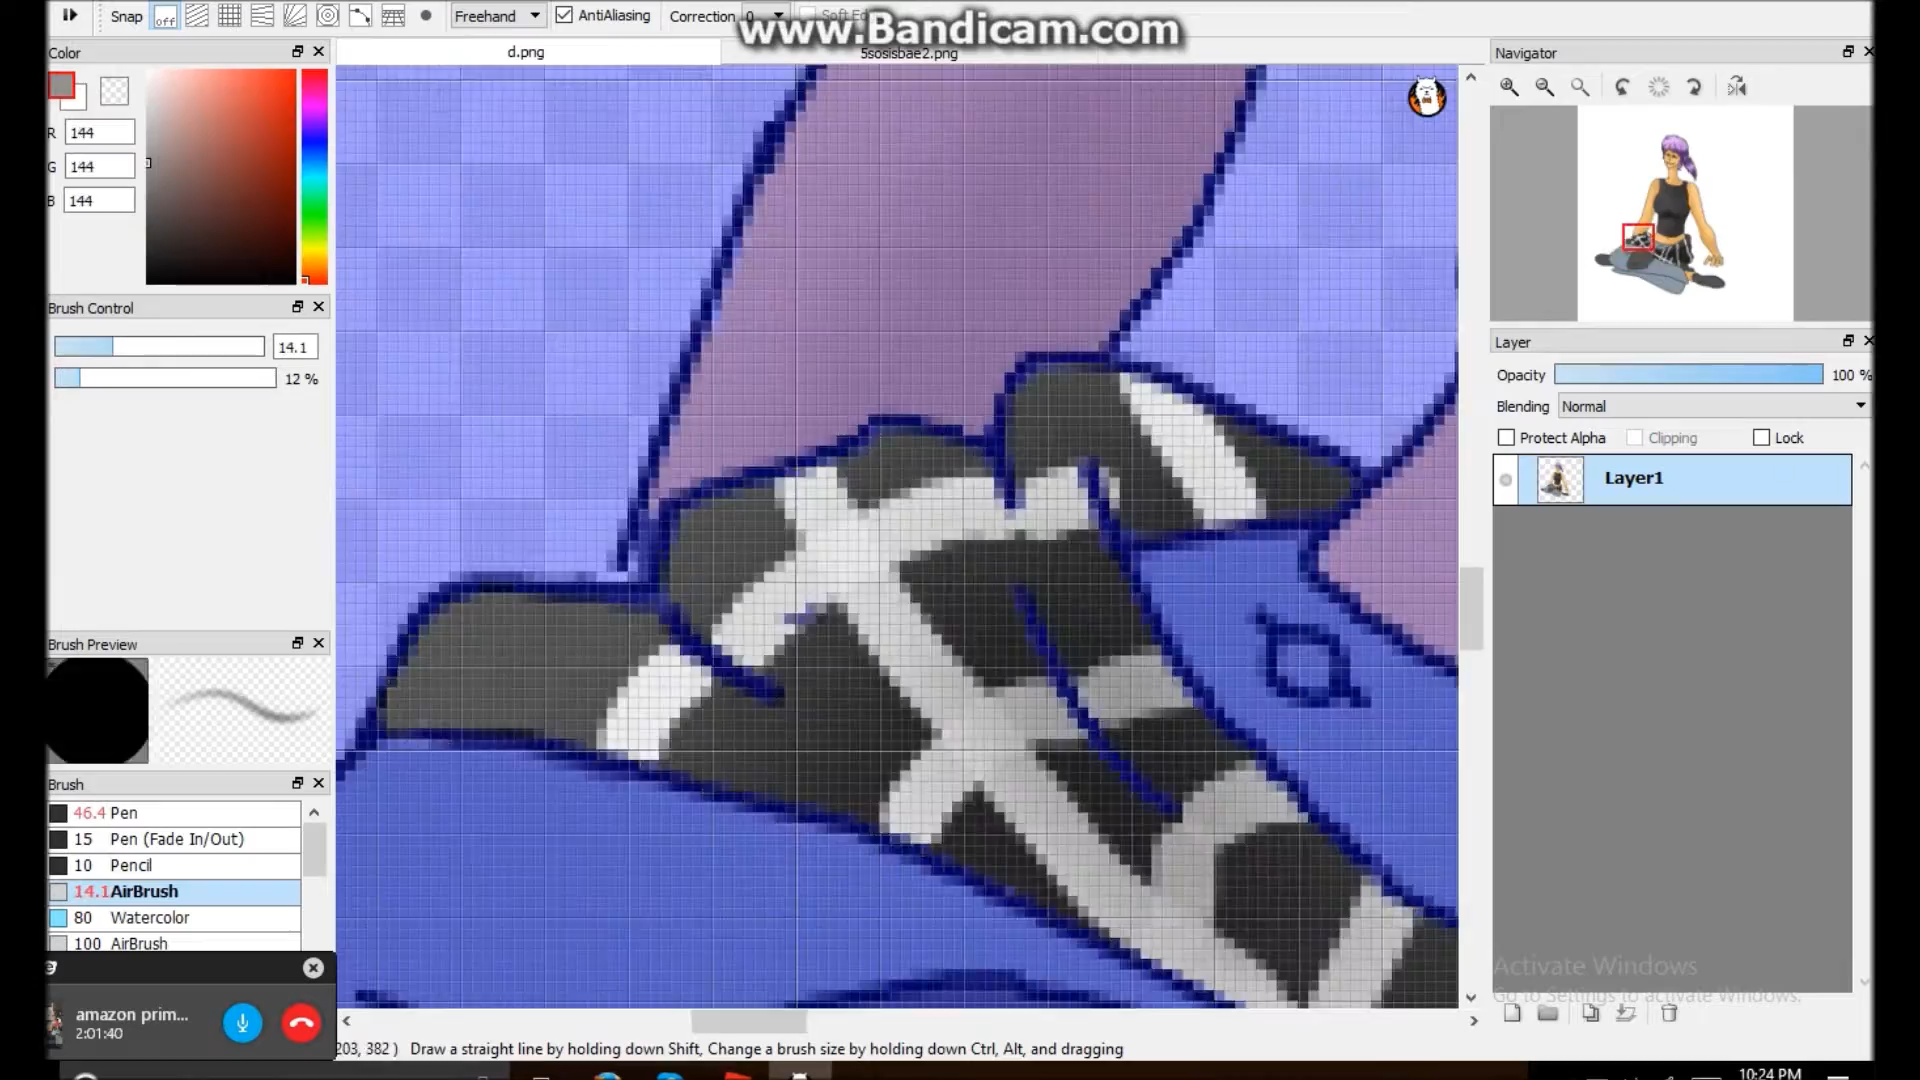 Snap off Freehand AntiAliasing Correction 0 Soft Ed
www.Bandicam.com
Color
d.png
5sosisbae2.png
Navigator
R 144
G 144
B 144
Brush Control
14.1
12 %
Layer
Opacity 100 %
Blending Normal
Protect Alpha Clipping Lock
Layer1
Brush Preview
Brush
46.4 Pen
15 Pen (Fade In/Out)
10 Pencil
14.1 AirBrush
80 Watercolor
100 AirBrush
amazon prim...
2:01:40
Activate Windows
Go to Settings to activate Windows.
203, 382 ) Draw a straight line by holding down Shift, Change a brush size by holding down Ctrl, Alt, and dragging
10:24 PM